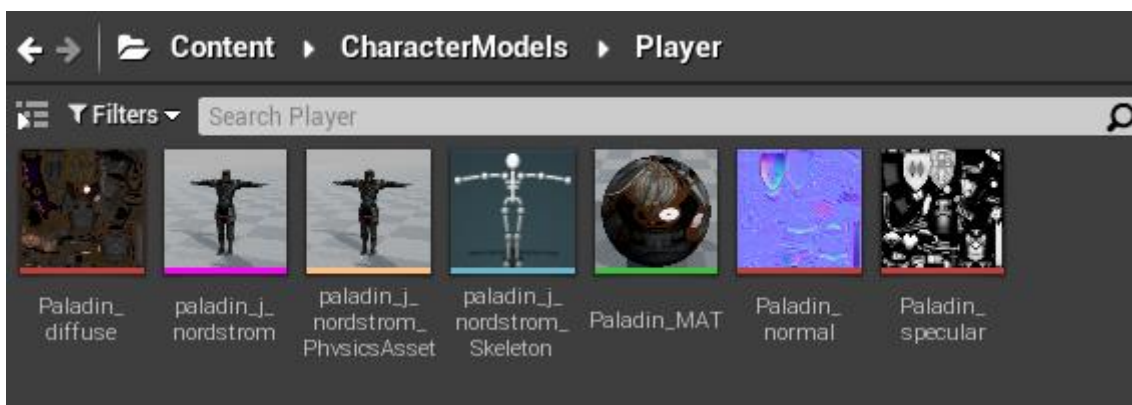 Content CharacterModels Player
Filters Search Player
Paladin_
diffuse
paladin_j_
nordstrom
paladin_j_
nordstrom_
PhysicsAsset
paladin_j_
nordstrom_
Skeleton
Paladin_MAT
Paladin_
normal
Paladin_
specular